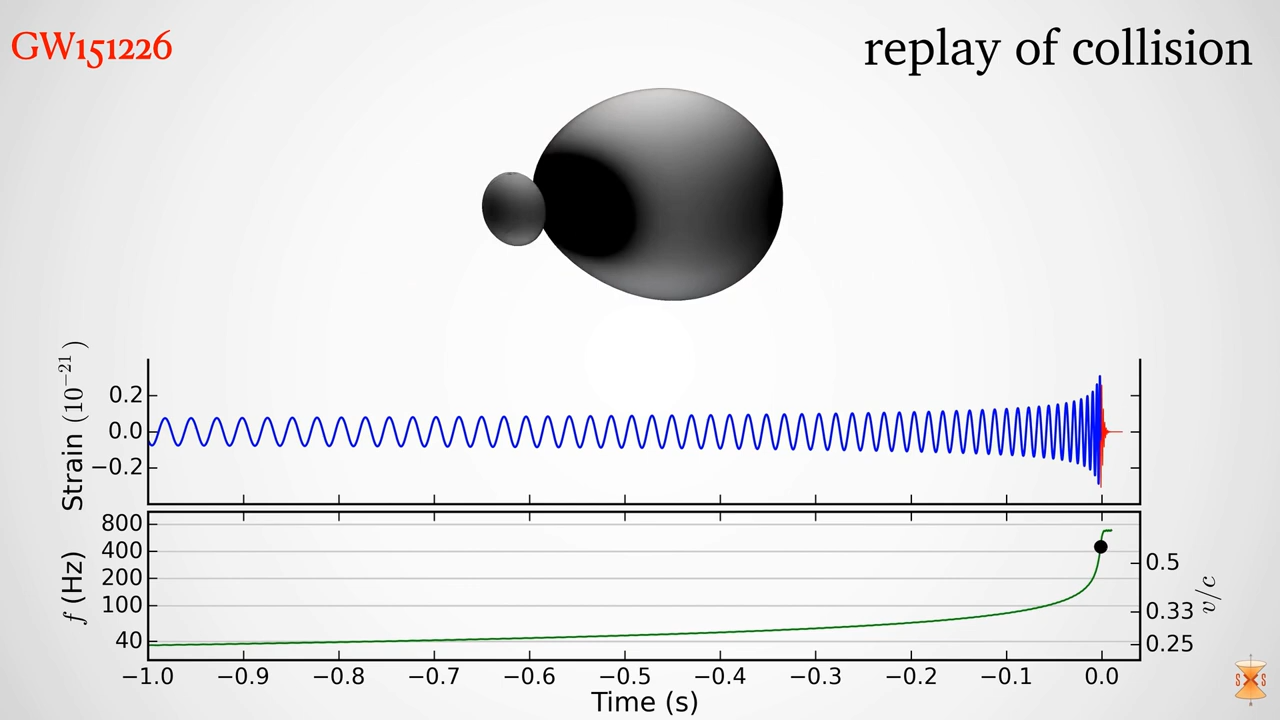 GW151226
replay of collision
Strain (10⁻²¹)
0.2
0.0
−0.2
f (Hz)
800
400
200
100
40
0.5
0.33
0.25
v/c
−1.0 −0.9 −0.8 −0.7 −0.6 −0.5 −0.4 −0.3 −0.2 −0.1 0.0
Time (s)
SXS